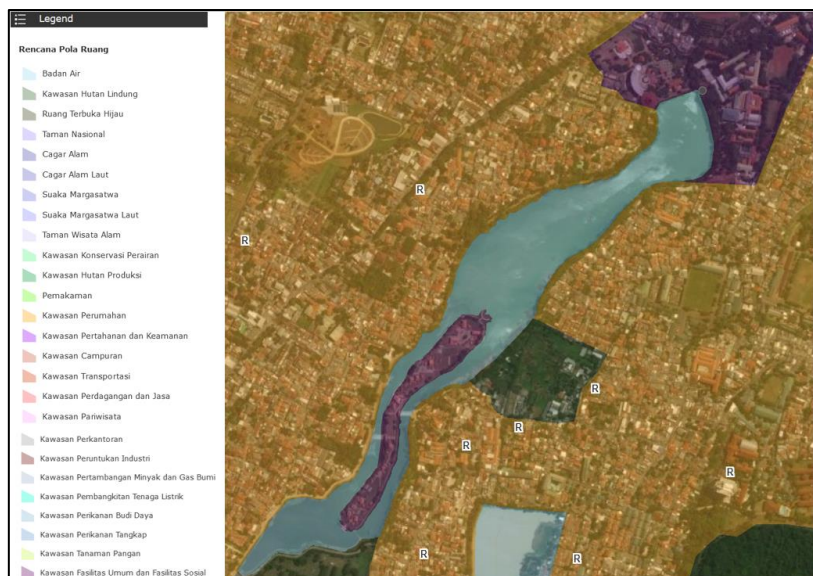 Legend
Rencana Pola Ruang
Badan Air
Kawasan Hutan Lindung
Ruang Terbuka Hijau
Taman Nasional
Cagar Alam
Cagar Alam Laut
Suaka Margasatwa
Suaka Margasatwa Laut
Taman Wisata Alam
Kawasan Konservasi Perairan
Kawasan Hutan Produksi
Pemakaman
Kawasan Perumahan
Kawasan Pertahanan dan Keamanan
Kawasan Campuran
Kawasan Transportasi
Kawasan Perdagangan dan Jasa
Kawasan Pariwisata
Kawasan Perkantoran
Kawasan Peruntukan Industri
Kawasan Pertambangan Minyak dan Gas Bumi
Kawasan Pembangkitan Tenaga Listrik
Kawasan Perikanan Budi Daya
Kawasan Perikanan Tangkap
Kawasan Tanaman Pangan
Kawasan Fasilitas Umum dan Fasilitas Sosial
R
R
R
R
R
R
R
R